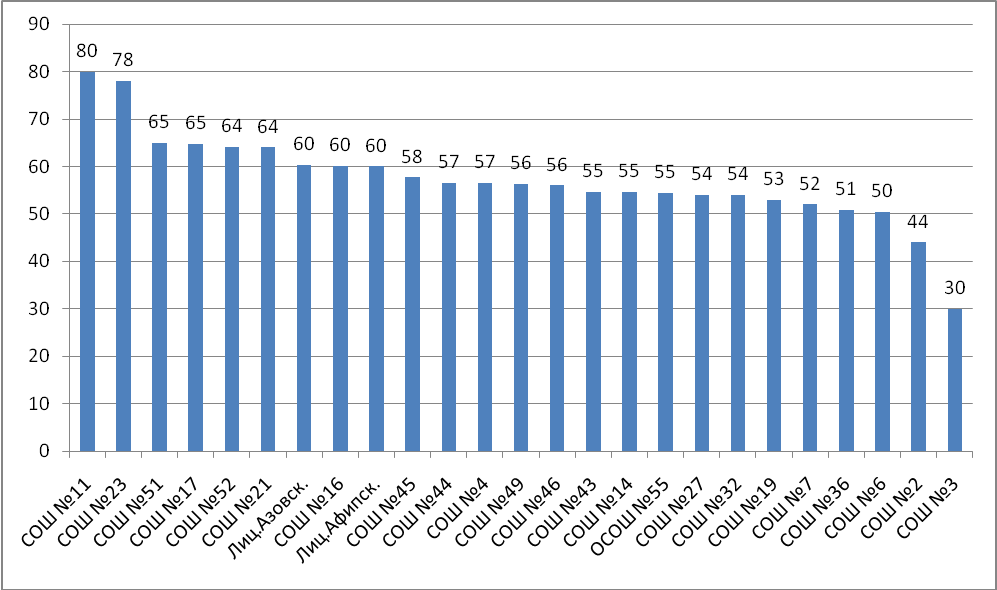 90
80
70
60
50
40
30
20
10
0
80
78
65
65
64
64
60
60
60
58
57
57
56
56
55
55
55
54
54
53
52
51
50
44
30
СОШ №11
СОШ №23
СОШ №51
СОШ №17
СОШ №52
СОШ №21
Лиц.Азовск.
СОШ №16
Лиц.Афипск.
СОШ №45
СОШ №44
СОШ №4
СОШ №49
СОШ №46
СОШ №43
СОШ №14
ОСОШ №55
СОШ №27
СОШ №32
СОШ №19
СОШ №7
СОШ №36
СОШ №6
СОШ №2
СОШ №3